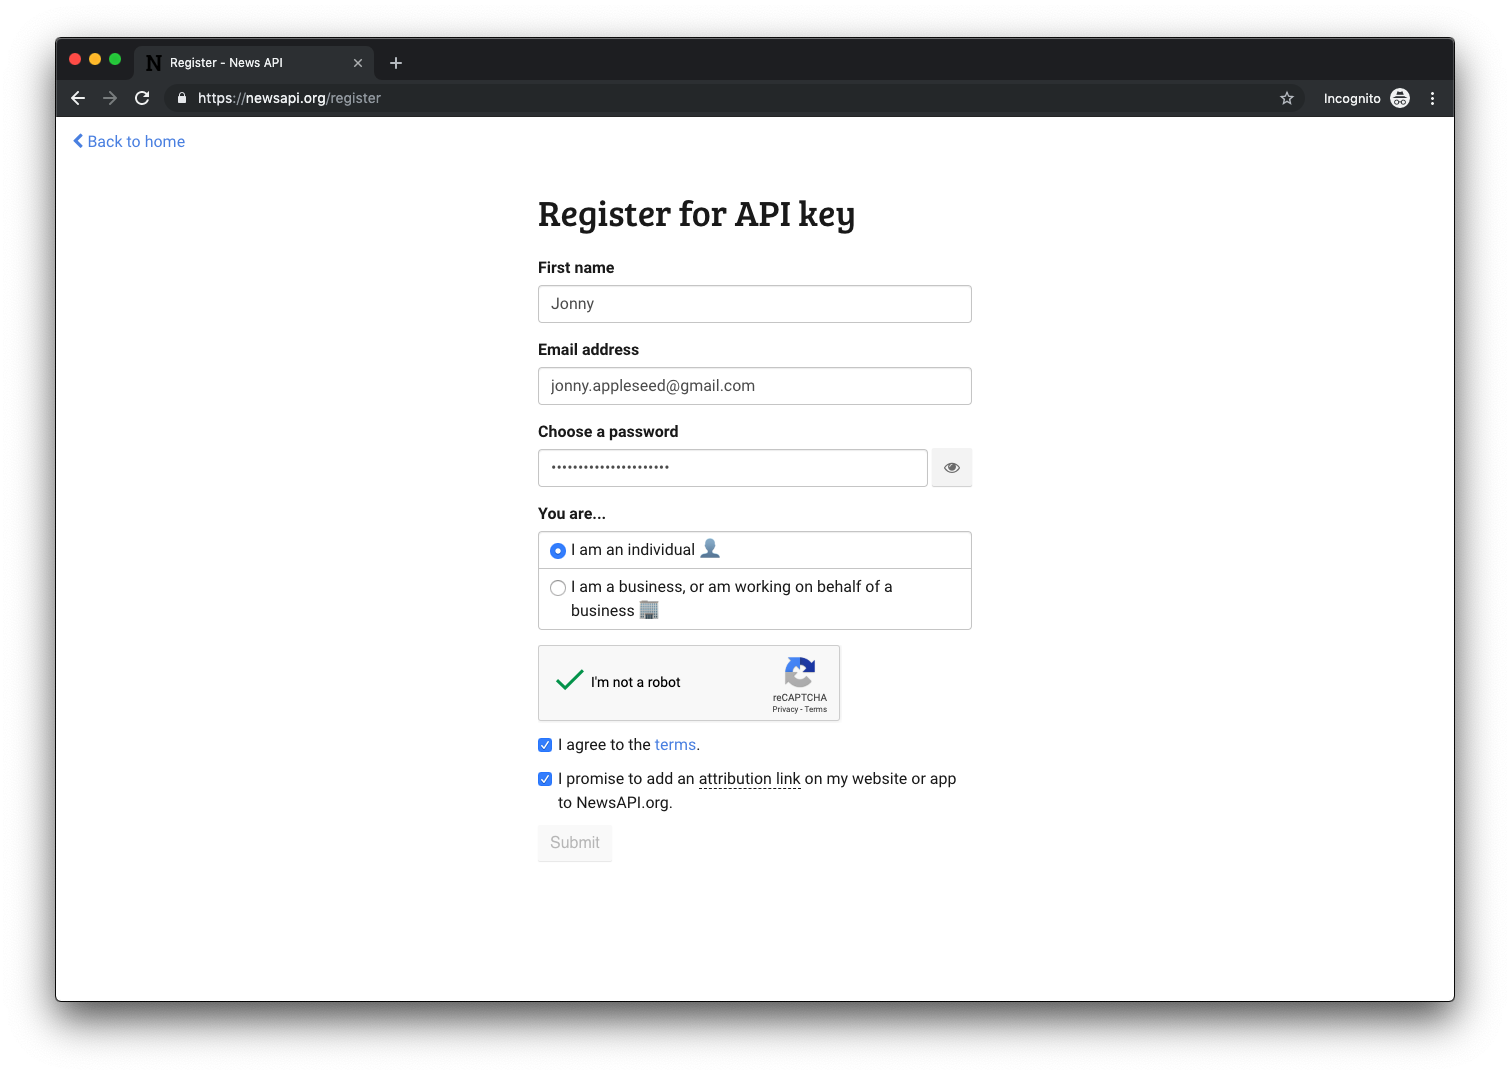 N Register - News API
https://newsapi.org/register
Incognito
Back to home
Register for API key
First name
Jonny
Email address
jonny.appleseed@gmail.com
Choose a password
••••••••••••••••••••••
You are...
I am an individual
I am a business, or am working on behalf of a
business
I'm not a robot
reCAPTCHA
Privacy - Terms
I agree to the terms.
I promise to add an attribution link on my website or app
to NewsAPI.org.
Submit